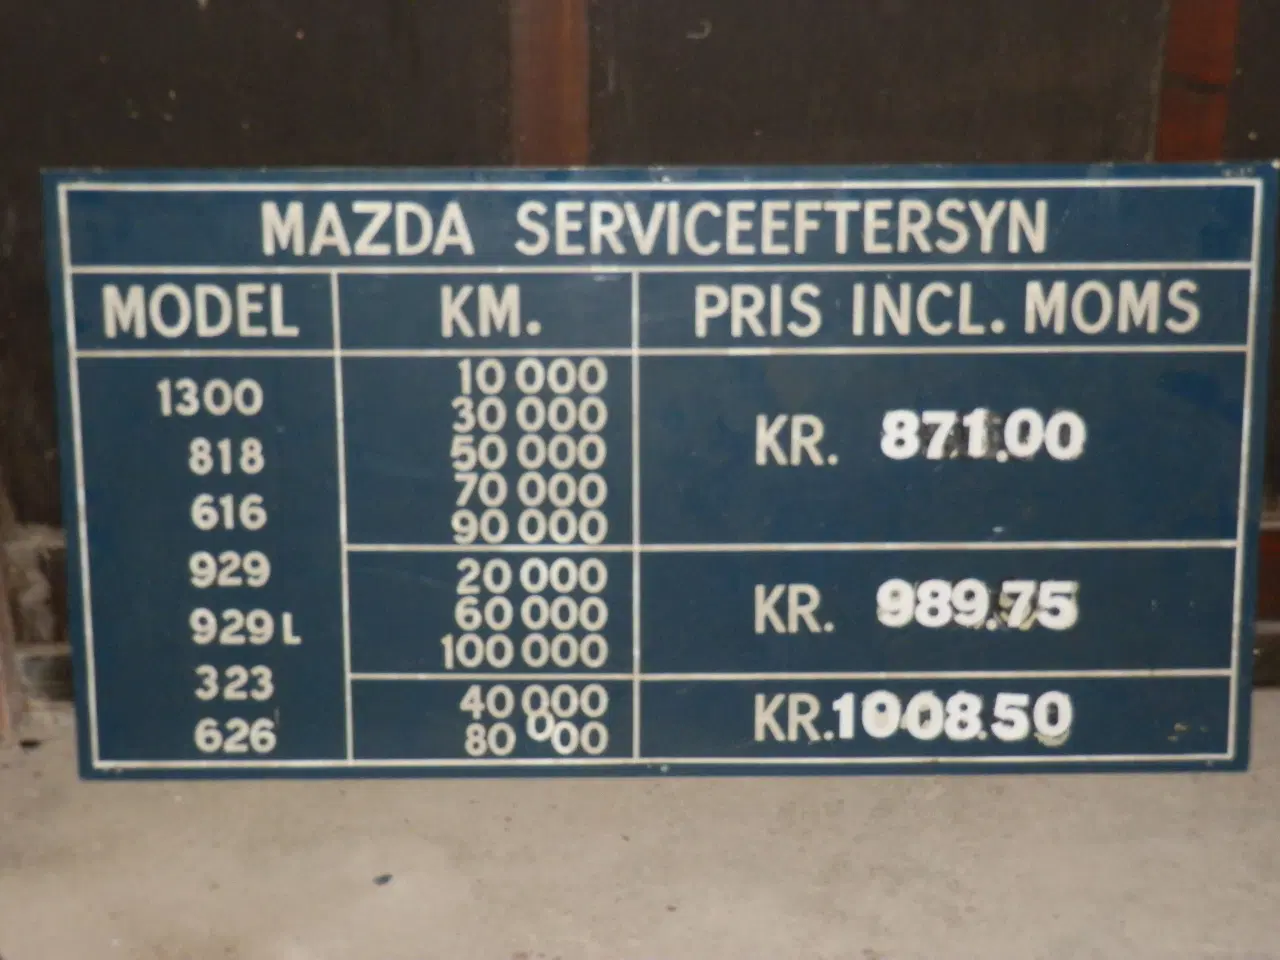 MAZDA SERVICEEFTERSYN
MODEL KM. PRIS INCL. MOMS
1300
818
616
929
929 L
323
626
10 000
30 000
50 000
70 000
90 000
KR. 871.00
20 000
60 000
100 000
KR. 989.75
40 000
80 000
KR. 1008.50